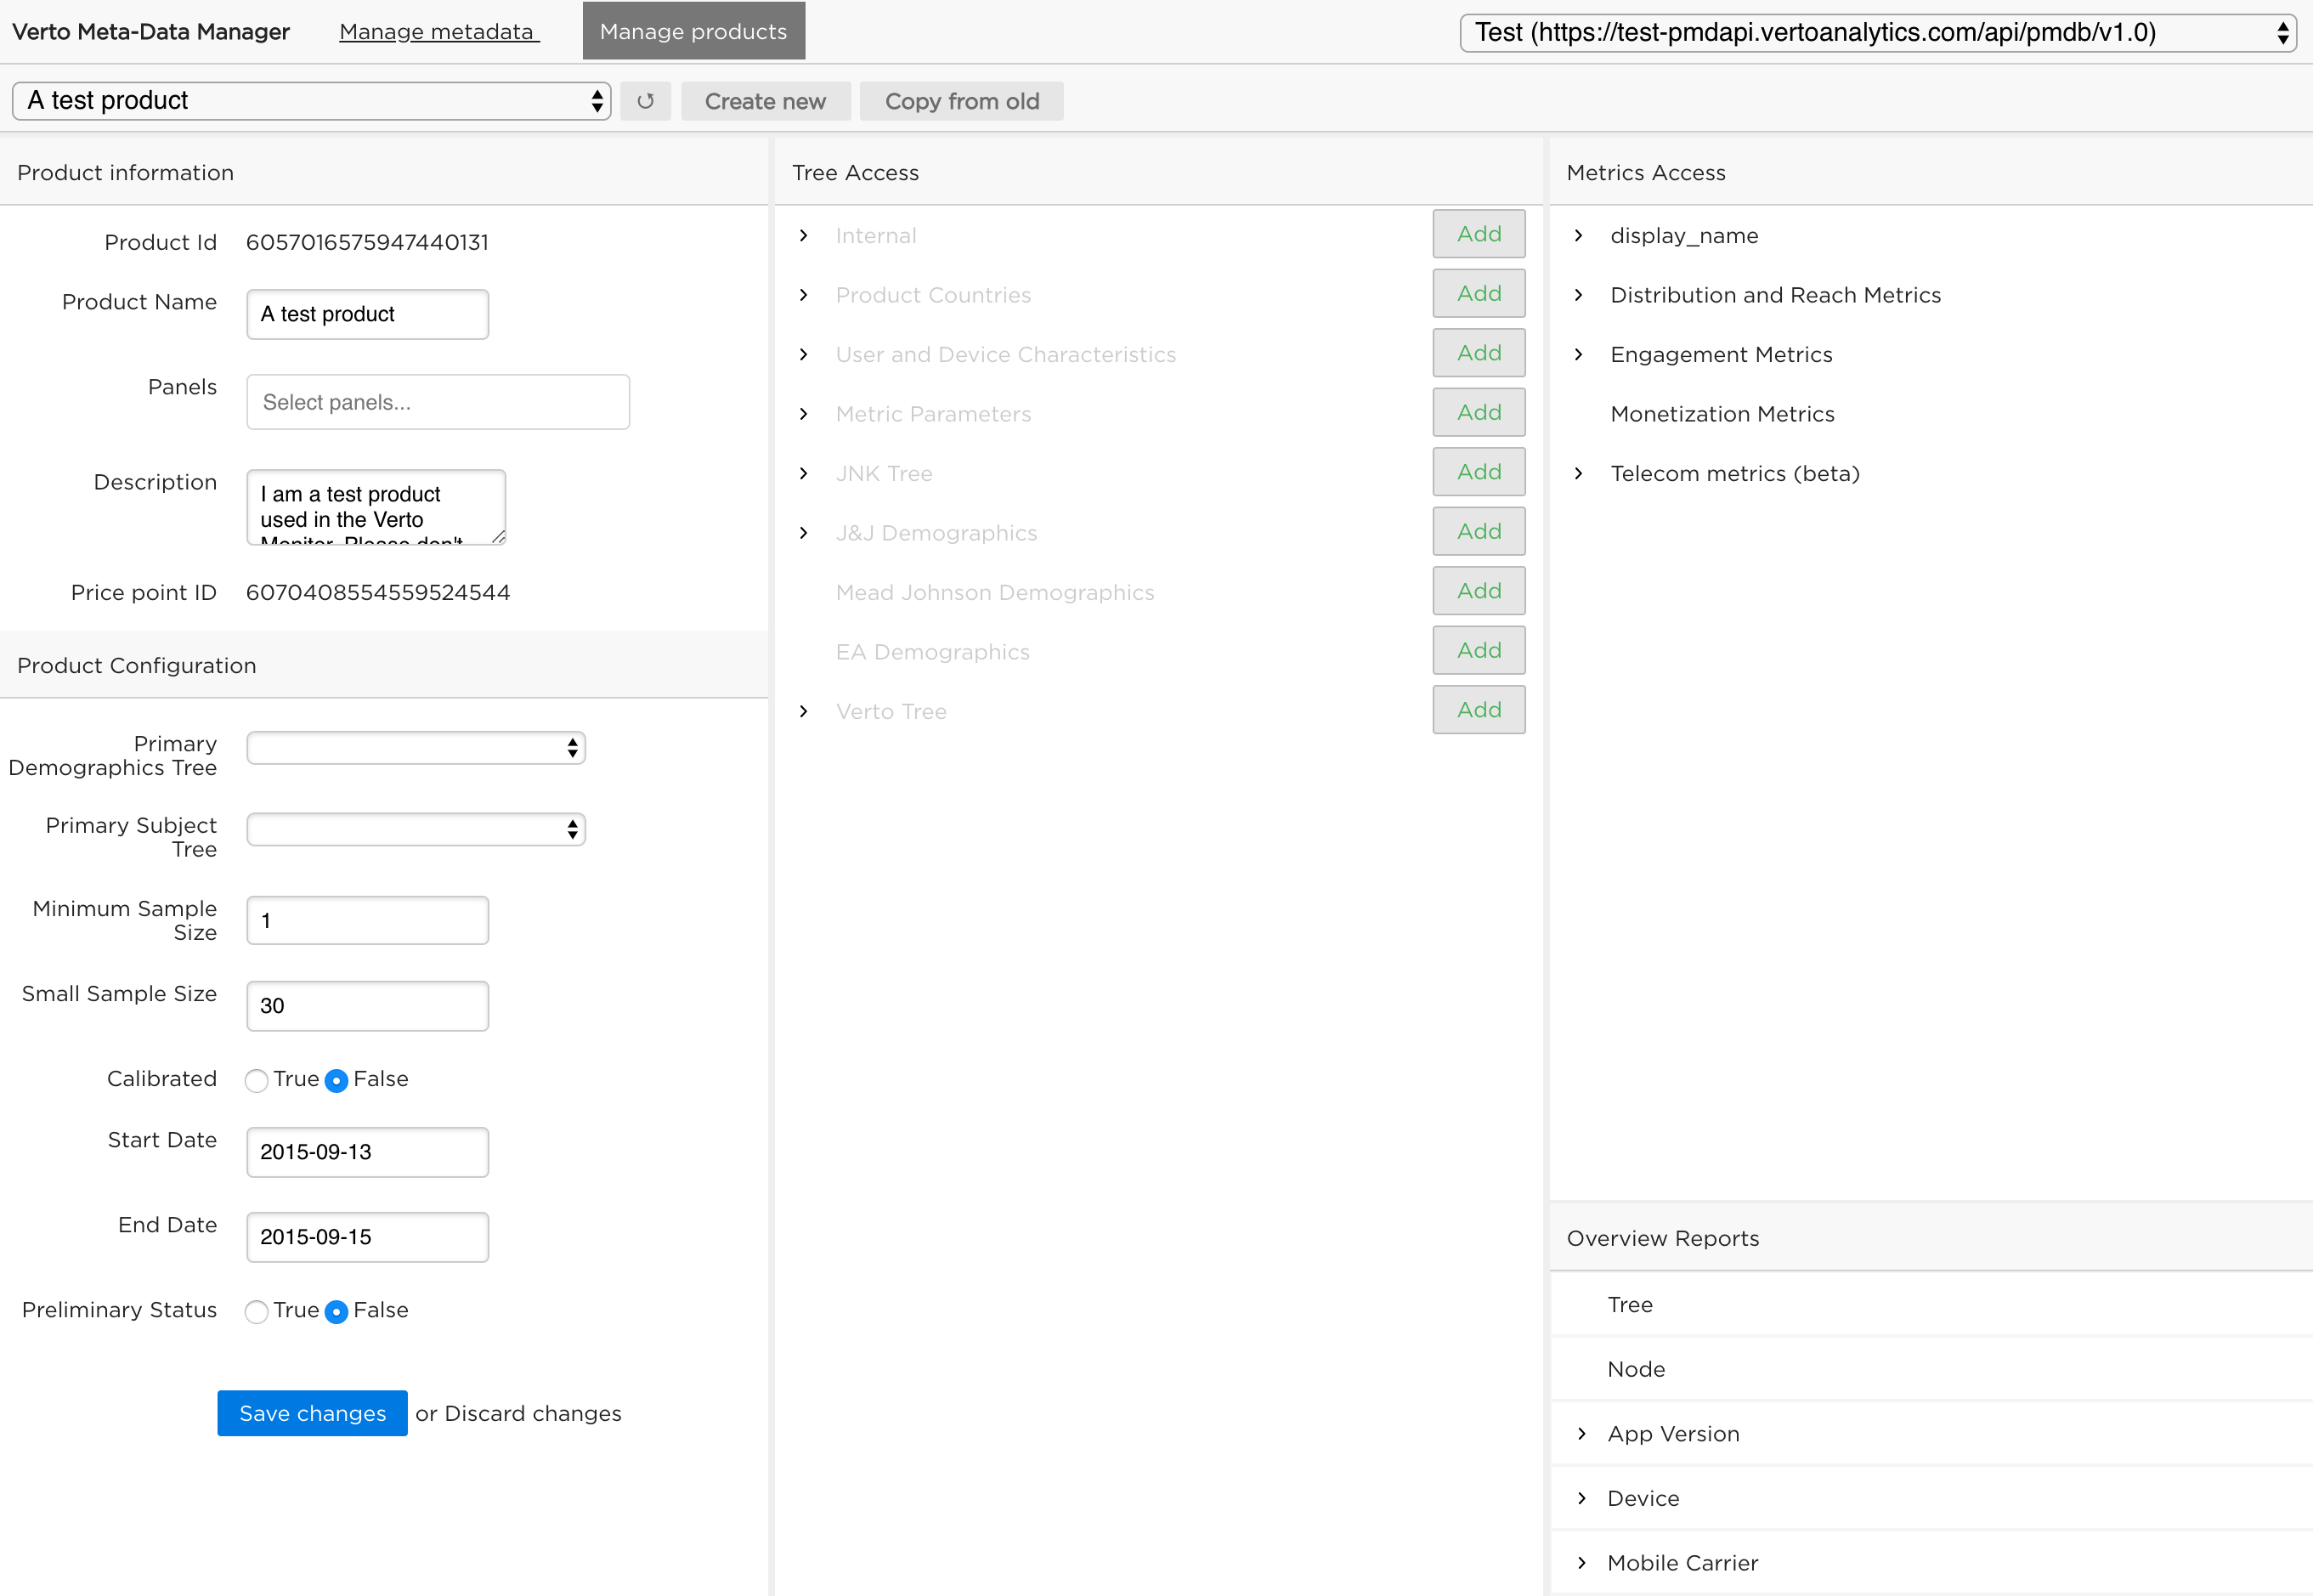 Verto Meta-Data Manager Manage metadata Manage products Test (https://test-pmdapi.vertoanalytics.com/api/pmdb/v1.0)
A test product ↺ Create new Copy from old
Product information
Product Id 6057016575947440131
Product Name A test product
Panels Select panels...
Description I am a test product
used in the Verto
Monitor. Please don't
Price point ID 6070408554559524544
Product Configuration
Primary
Demographics Tree
Primary Subject
Tree
Minimum Sample
Size 1
Small Sample Size 30
Calibrated True False
Start Date 2015-09-13
End Date 2015-09-15
Preliminary Status True False
Save changes or Discard changes
Tree Access
Internal Add
Product Countries Add
User and Device Characteristics Add
Metric Parameters Add
JNK Tree Add
J&J Demographics Add
Mead Johnson Demographics Add
EA Demographics Add
Verto Tree Add
Metrics Access
display_name
Distribution and Reach Metrics
Engagement Metrics
Monetization Metrics
Telecom metrics (beta)
Overview Reports
Tree
Node
App Version
Device
Mobile Carrier